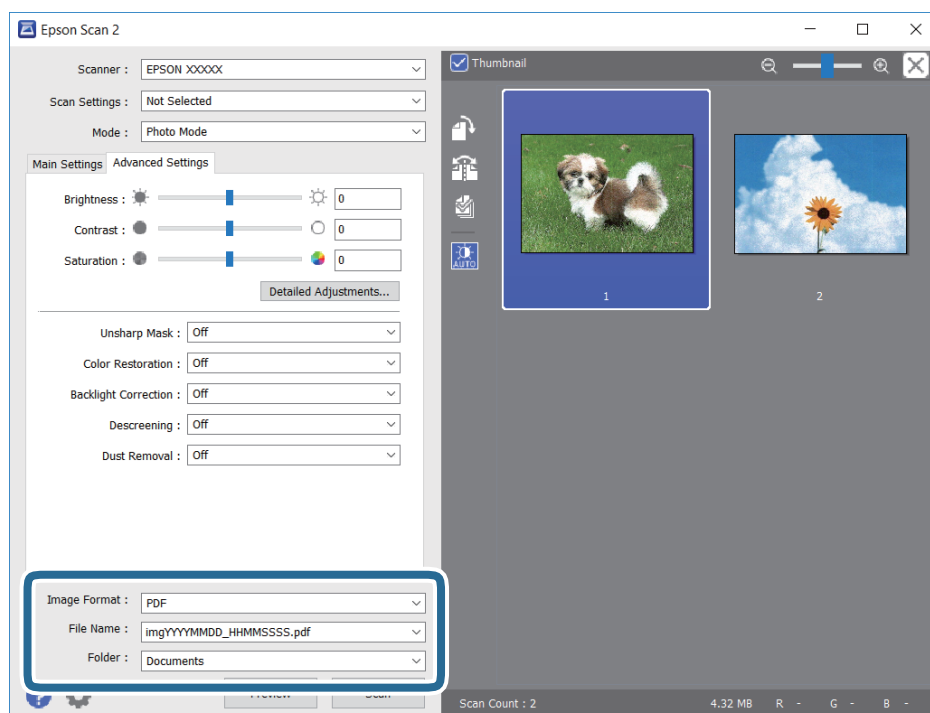 Epson Scan 2
Scanner : EPSON XXXXX
Scan Settings : Not Selected
Mode : Photo Mode
Main Settings Advanced Settings
Brightness : 0
Contrast : 0
Saturation : 0
Detailed Adjustments...
Unsharp Mask : Off
Color Restoration : Off
Backlight Correction : Off
Descreening : Off
Dust Removal : Off
Image Format : PDF
File Name : imgYYYYMMDD_HHMMSSSS.pdf
Folder : Documents
Preview Scan
Thumbnail
AUTO
1
2
Scan Count : 2 4.32 MB R - G - B -